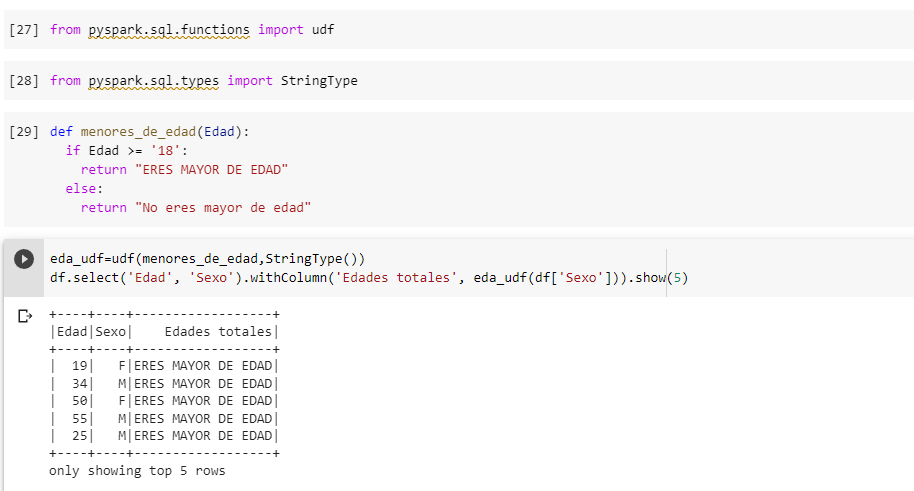 [27] from pyspark.sql.functions import udf
[28] from pyspark.sql.types import StringType
[29] def menores_de_edad(Edad):
if Edad >= '18':
return "ERES MAYOR DE EDAD"
else:
return "No eres mayor de edad"
eda_udf=udf(menores_de_edad,StringType())
df.select('Edad', 'Sexo').withColumn('Edades totales', eda_udf(df['Sexo'])).show(5)
+----+----+------------------+
|Edad|Sexo|    Edades totales|
+----+----+------------------+
|  19|   F|ERES MAYOR DE EDAD|
|  34|   M|ERES MAYOR DE EDAD|
|  50|   F|ERES MAYOR DE EDAD|
|  55|   M|ERES MAYOR DE EDAD|
|  25|   M|ERES MAYOR DE EDAD|
+----+----+------------------+
only showing top 5 rows